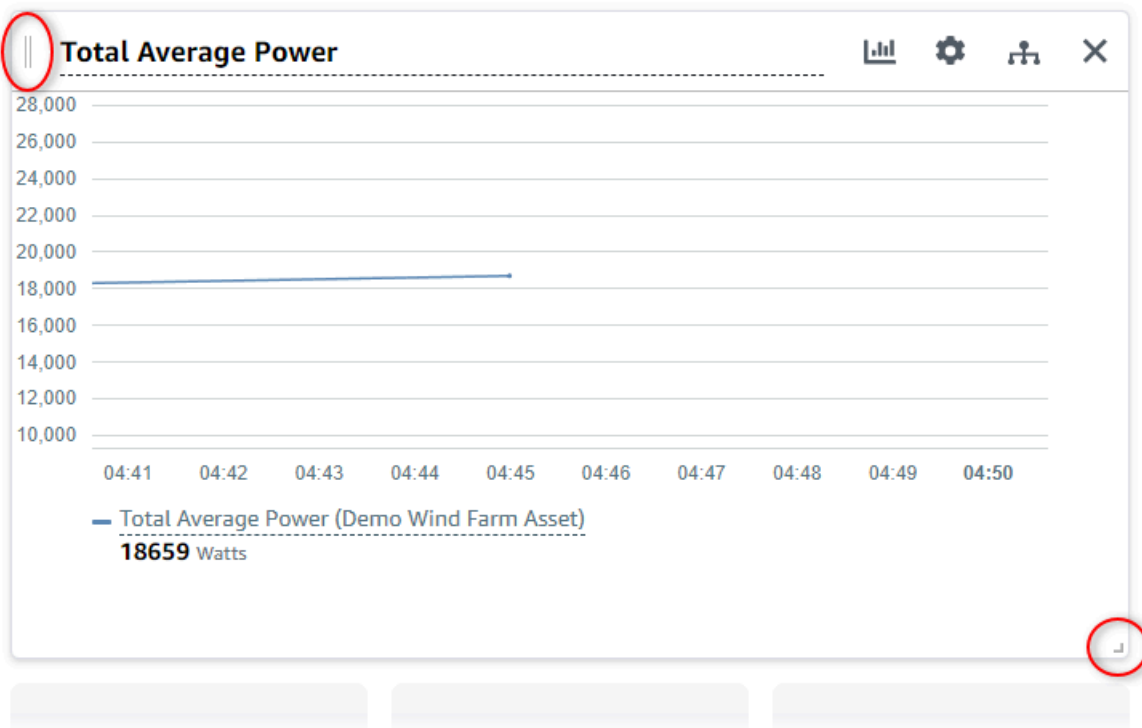 Total Average Power
28,000
26,000
24,000
22,000
20,000
18,000
16,000
14,000
12,000
10,000
04:41 04:42 04:43 04:44 04:45 04:46 04:47 04:48 04:49 04:50
Total Average Power (Demo Wind Farm Asset)
18659 Watts